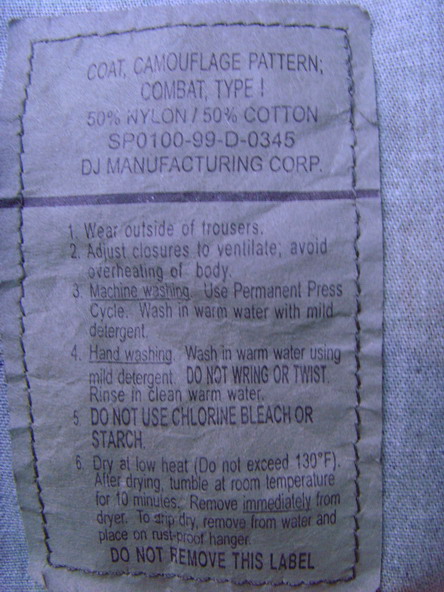 COAT, CAMOUFLAGE PATTERN;
COMBAT, TYPE I
50% NYLON / 50% COTTON
SP0100-99-D-0345
DJ MANUFACTURING CORP.
1. Wear outside of trousers.
2. Adjust closures to ventilate; avoid
overheating of body.
3. Machine washing. Use Permanent Press
Cycle. Wash in warm water with mild
detergent.
4. Hand washing. Wash in warm water using
mild detergent. DO NOT WRING OR TWIST.
Rinse in clean warm water.
5. DO NOT USE CHLORINE BLEACH OR
STARCH.
6. Dry at low heat (Do not exceed 130°F).
After drying, tumble at room temperature
for 10 minutes. Remove immediately from
dryer. To drip dry, remove from water and
place on rust-proof hanger.
DO NOT REMOVE THIS LABEL